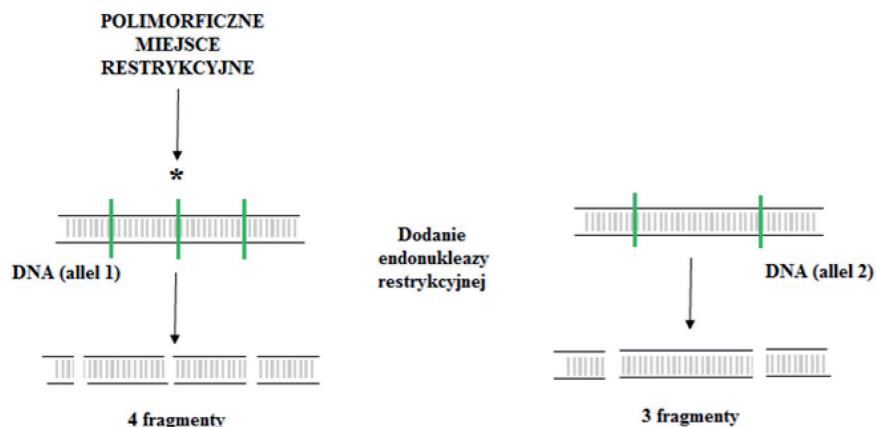 POLIMORFICZNE
MIEJSCE
RESTRYKCYJNE
*
DNA (allel 1)
4 fragmenty
Dodanie
endonukleazy
restrykcyjnej
DNA (allel 2)
3 fragmenty